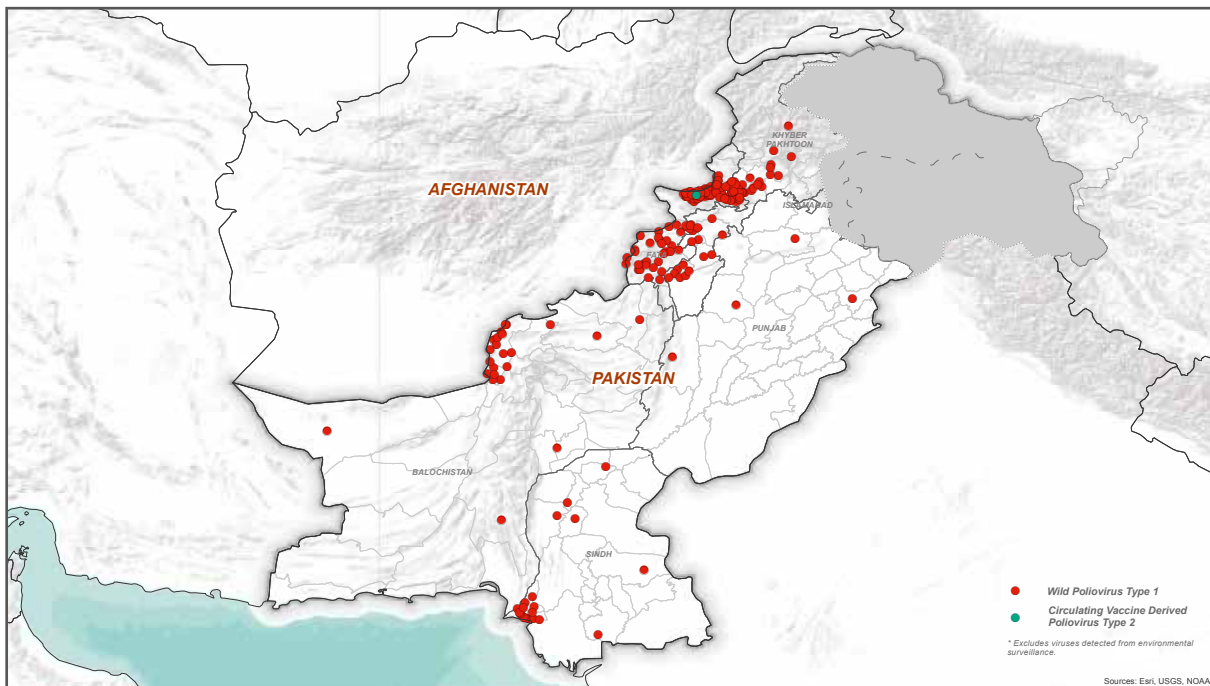 KHYBER
PAKHTOON
AFGHANISTAN
ISLAMABAD
FATA
PUNJAB
PAKISTAN
BALOCHISTAN
SINDH
Wild Poliovirus Type 1
Circulating Vaccine Derived
Poliovirus Type 2
* Excludes viruses detected from environmental
surveillance.
Sources: Esri, USGS, NOAA